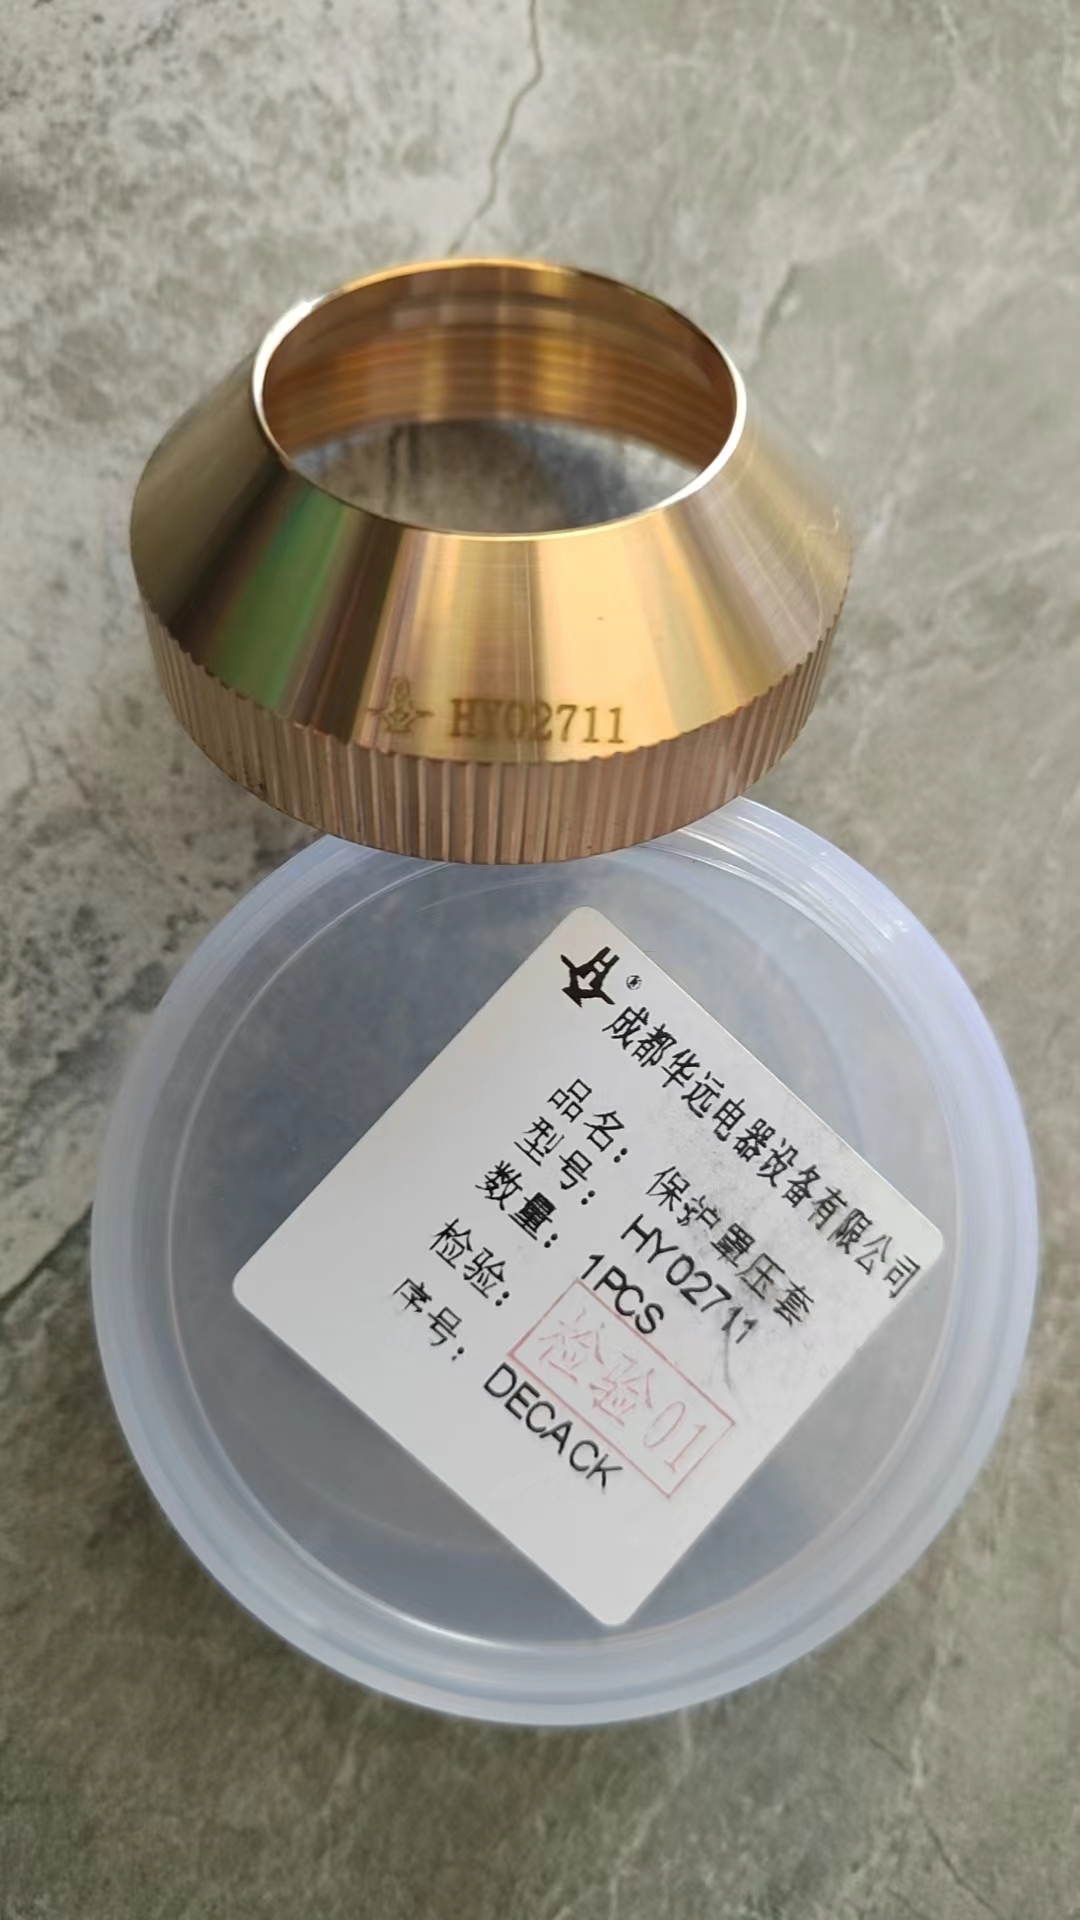 HY02711
成都华远电器设备有限公司
品名：保护罩压套
型号：HY02711
数量：1PCS
检验：检验01
序号：DECACK